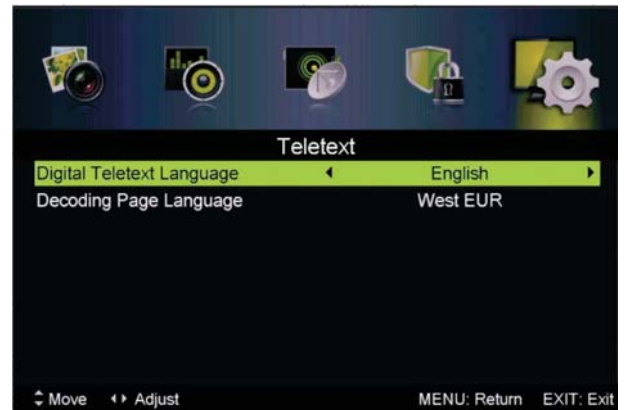 Teletext
Digital Teletext Language English
Decoding Page Language West EUR
Move Adjust MENU: Return EXIT: Exit